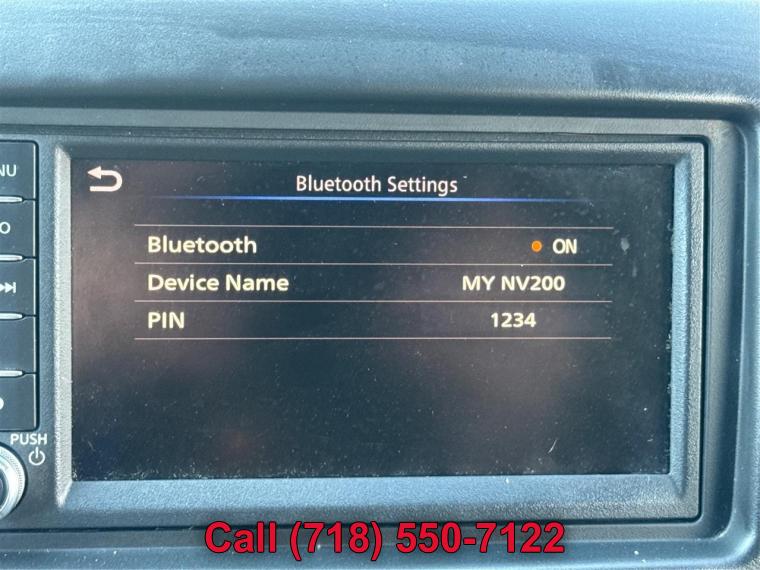 Bluetooth Settings
Bluetooth ON
Device Name MY NV200
PIN 1234
PUSH
Call (718) 550-7122